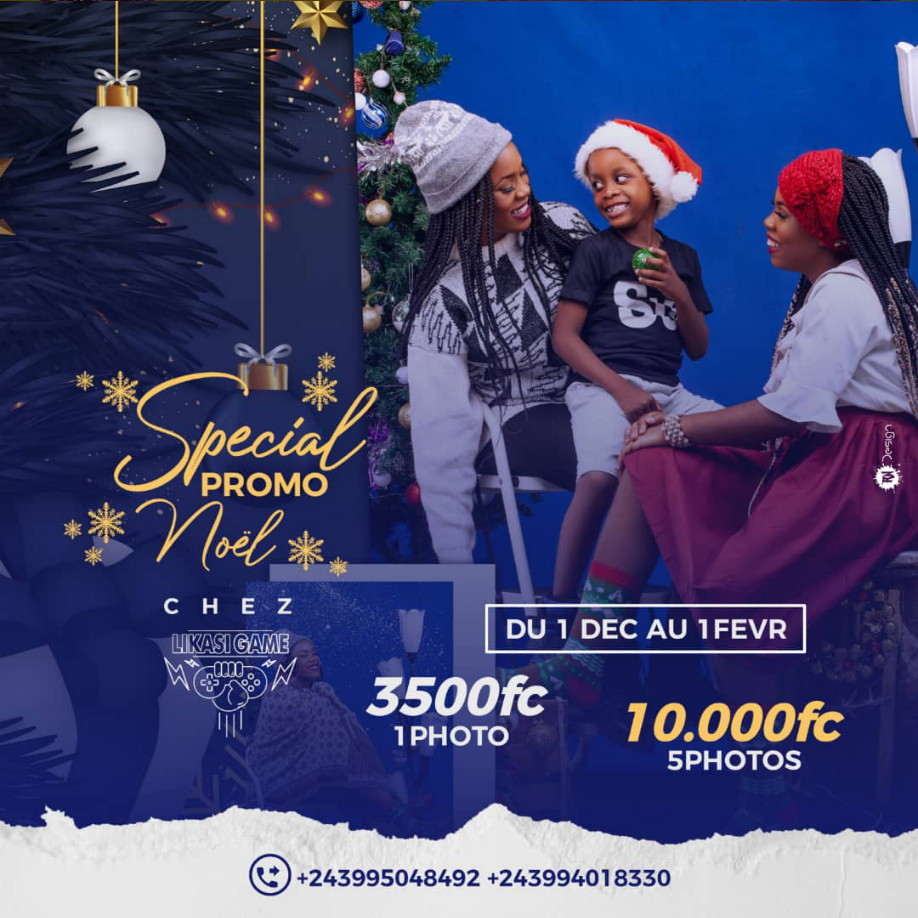 Special
PROMO
Noël
CHEZ
LIKASI GAME
DU 1 DEC AU 1FEVR
3500fc
1PHOTO
10.000fc
5PHOTOS
+243995048492 +243994018330